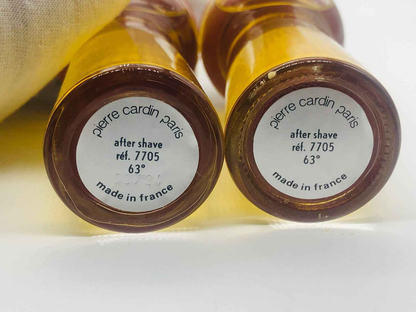 pierre cardin paris
after shave
réf. 7705
63°
made in france
pierre cardin paris
after shave
réf. 7705
63°
made in france